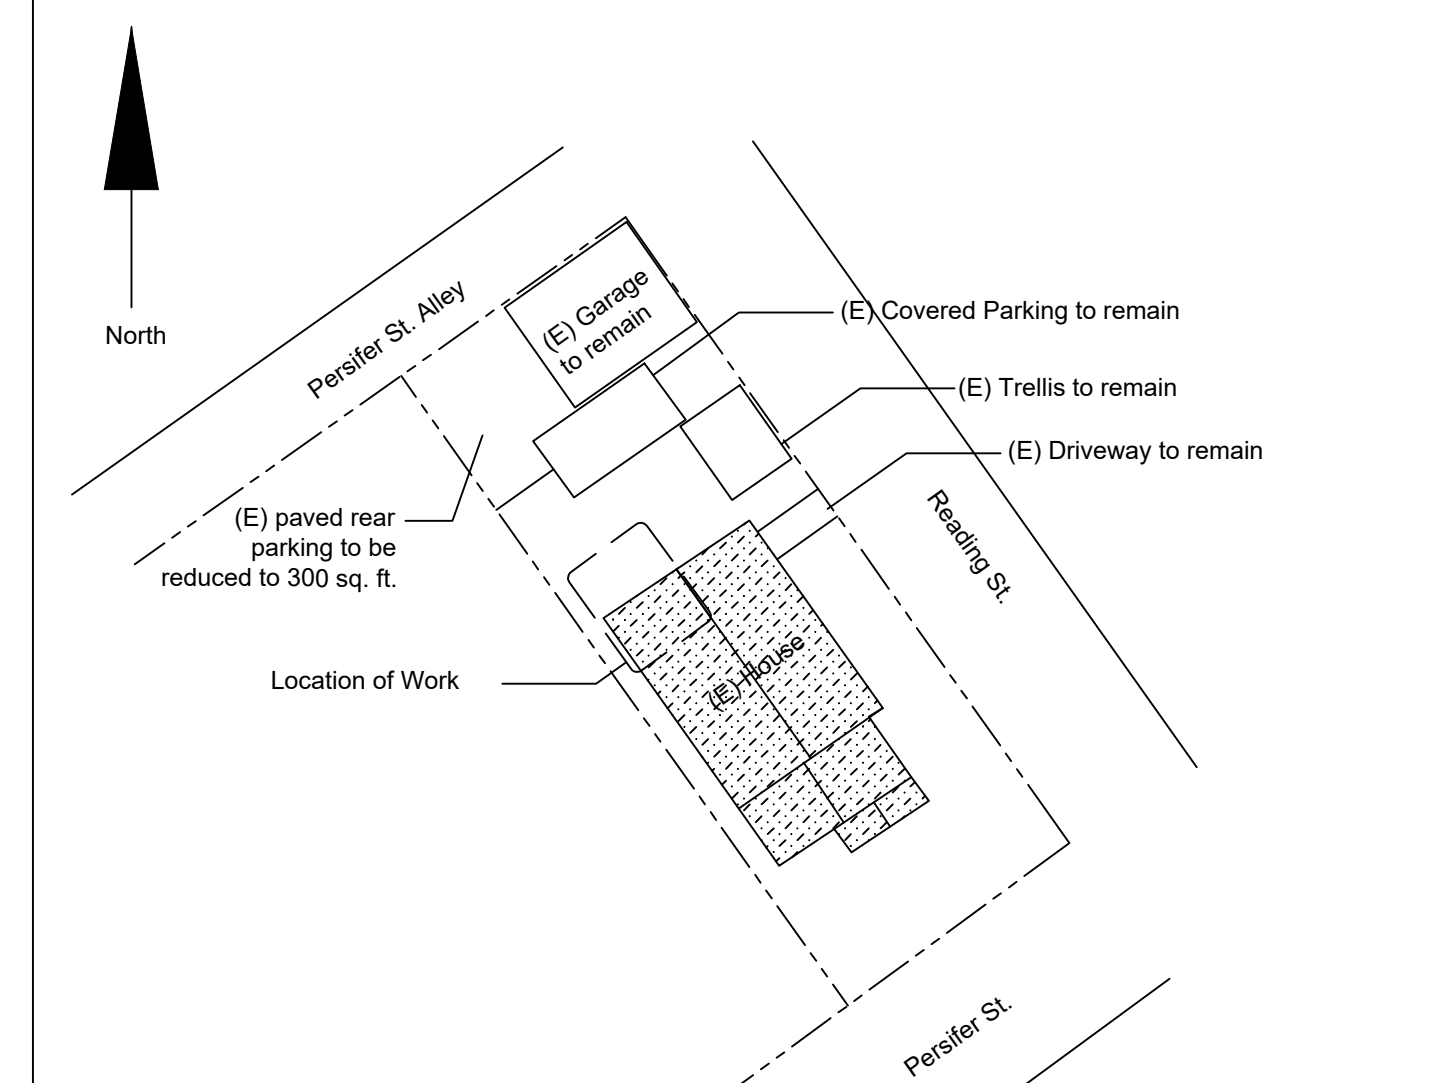 North
Persifer St. Alley
(E) Garage
to remain
(E) Covered Parking to remain
(E) Trellis to remain
(E) Driveway to remain
(E) paved rear
parking to be
reduced to 300 sq. ft.
Reading St.
Location of Work
(E) House
Persifer St.